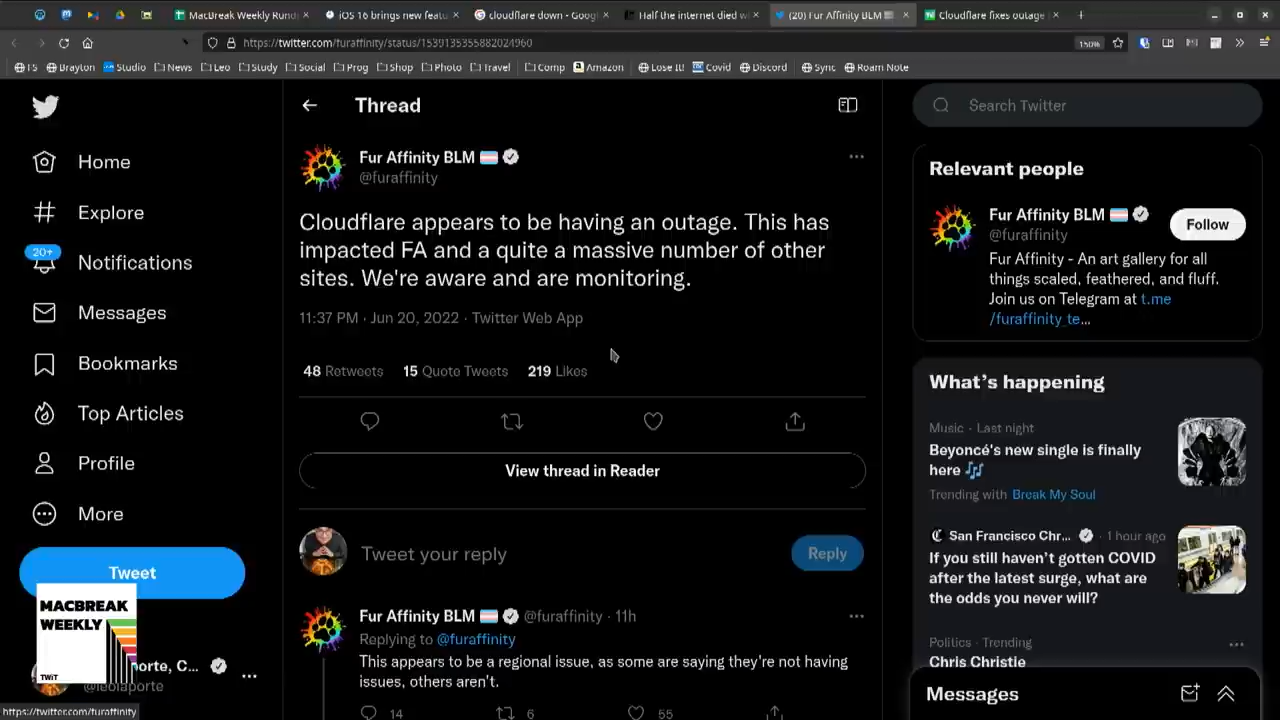 MacBreak Weekly Rund
iOS 16 brings new featu
cloudflare down - Goog
Half the internet died w
(20) Fur Affinity BLM
Cloudflare fixes outage
https://twitter.com/furaffinity/status/1539135355882024960
150%
TS Brayton Studio News Leo Study Social Prog Shop Photo Travel Comp Amazon Lose It! Covid Discord Sync Roam Note
Home
Explore
20+
Notifications
Messages
Bookmarks
Top Articles
Profile
More
Tweet
MACBREAK
WEEKLY
TWiT
porte, C...
@leolaporte
https://twitter.com/furaffinity
Thread
Fur Affinity BLM
@furaffinity
Cloudflare appears to be having an outage. This has
impacted FA and a quite a massive number of other
sites. We're aware and are monitoring.
11:37 PM · Jun 20, 2022 · Twitter Web App
48 Retweets 15 Quote Tweets 219 Likes
View thread in Reader
Tweet your reply
Reply
Fur Affinity BLM @furaffinity · 11h
Replying to @furaffinity
This appears to be a regional issue, as some are saying they're not having
issues, others aren't.
14 6 55
Search Twitter
Relevant people
Fur Affinity BLM
@furaffinity
Follow
Fur Affinity - An art gallery for all
things scaled, feathered, and fluff.
Join us on Telegram at t.me
/furaffinity_te…
What's happening
Music · Last night
Beyoncé's new single is finally
here
Trending with Break My Soul
San Francisco Chr... · 1 hour ago
If you still haven't gotten COVID
after the latest surge, what are
the odds you never will?
Politics · Trending
Chris Christie
Messages